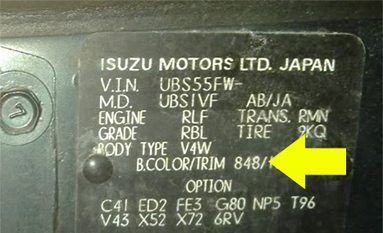 ISUZU MOTORS LTD. JAPAN
V.I.N. UBS55FW-
M.D. UBS1VF AB/JA
ENGINE RLF TRANS. RMN
GRADE RBL TIRE 9KQ
BODY TYPE V4W
B.COLOR/TRIM 848/
OPTION
C41 ED2 FE3 G80 NP5 T96
V43 X52 X72 6RV